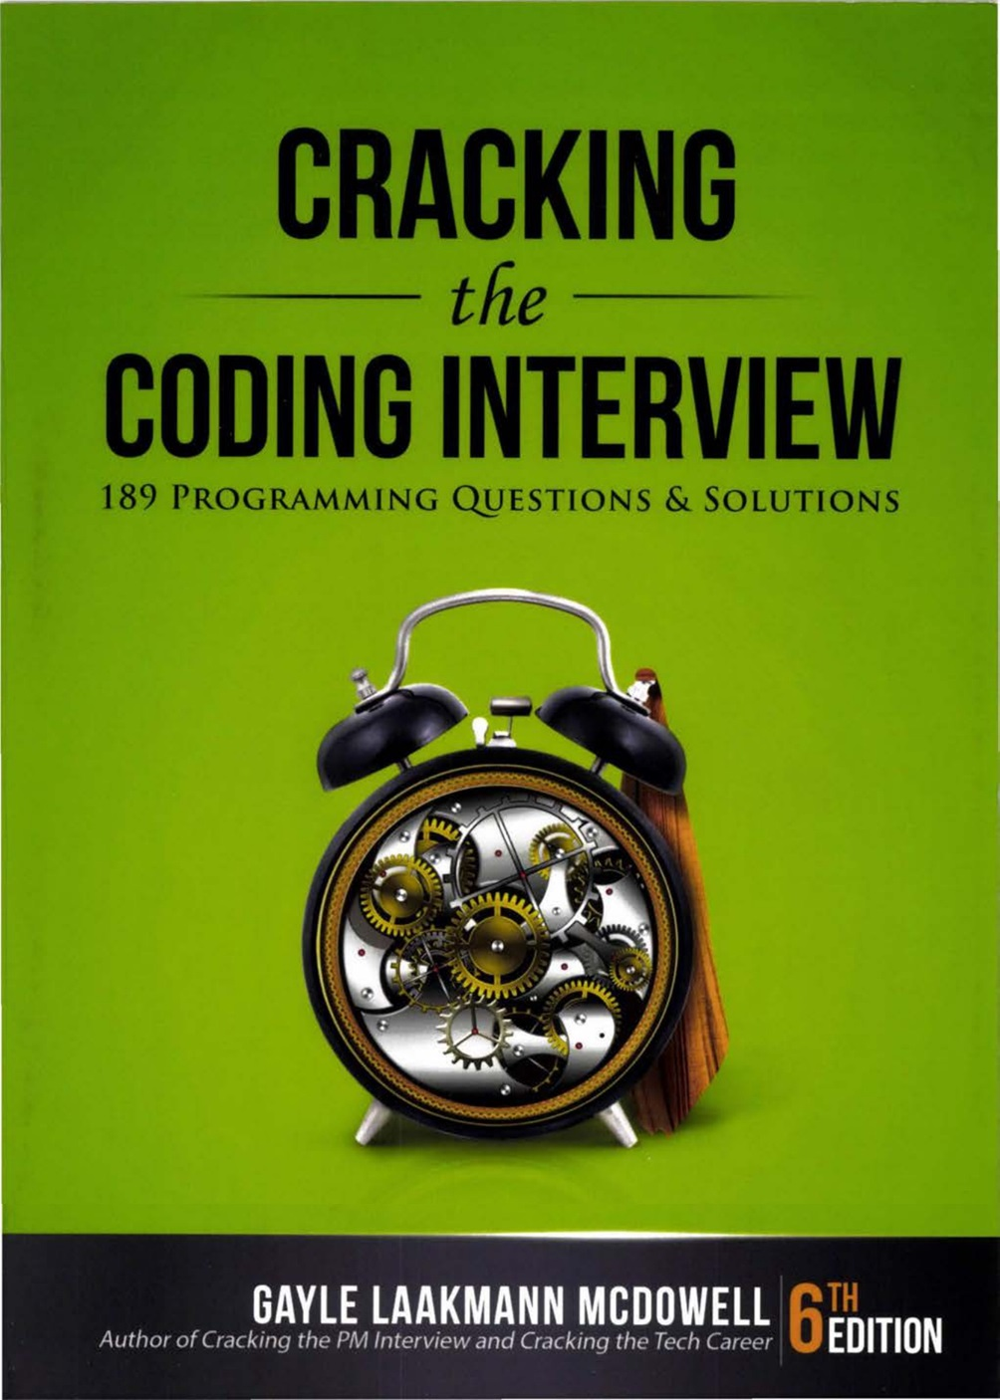 CRACKING
the
CODING INTERVIEW
189 PROGRAMMING QUESTIONS & SOLUTIONS
GAYLE LAAKMANN MCDOWELL
Author of Cracking the PM Interview and Cracking the Tech Career
6TH EDITION